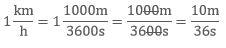 1 km/h = 1 1000m/3600s = 1000m/3600s = 10m/36s